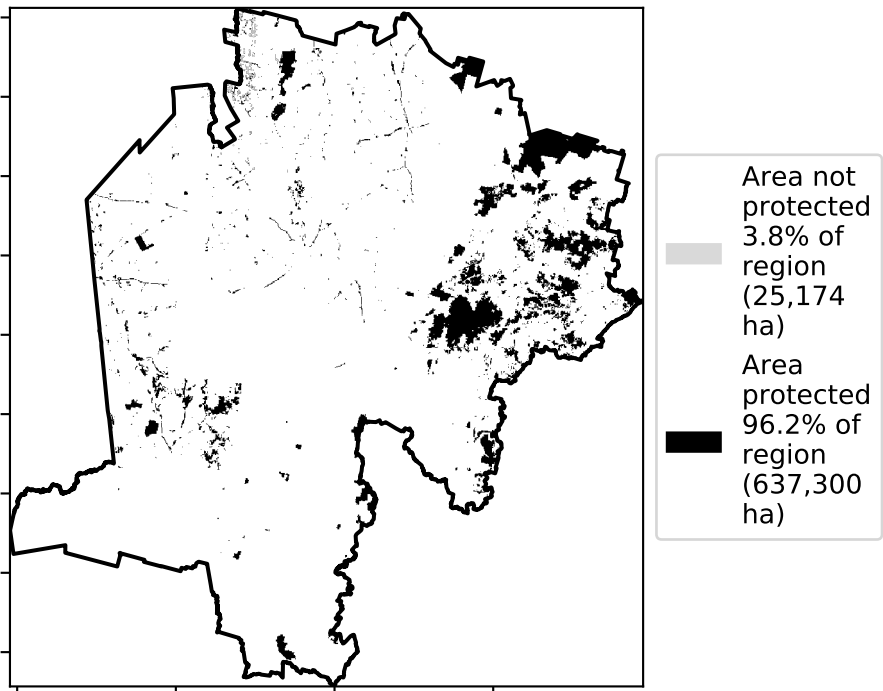 Area not
protected
3.8% of
region
(25,174
ha)
Area
protected
96.2% of
region
(637,300
ha)